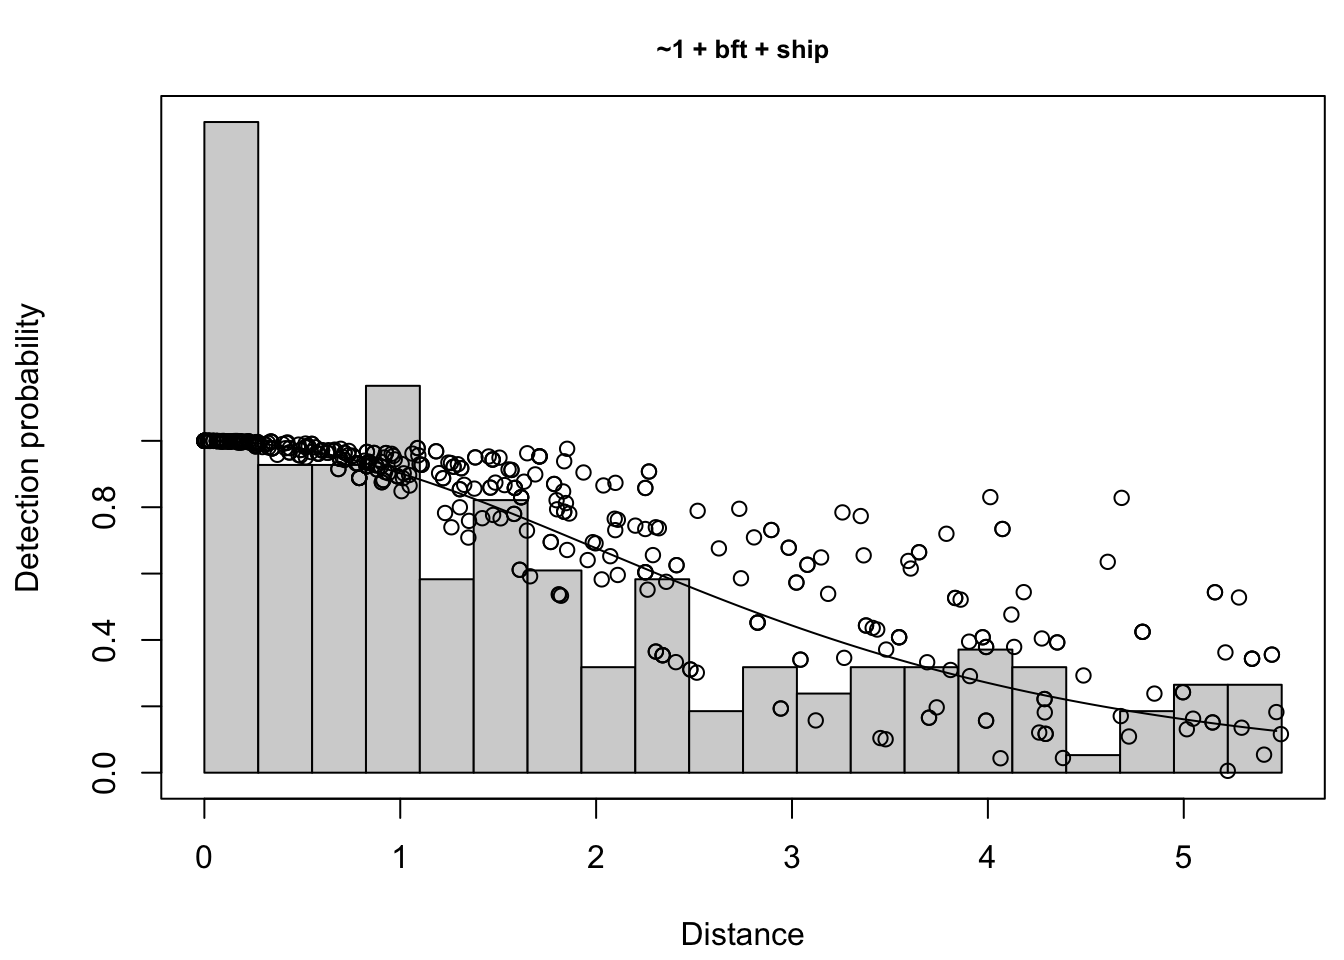 ~1 + bft + ship
Detection probability
0.8
0.4
0.0
0 1 2 3 4 5
Distance